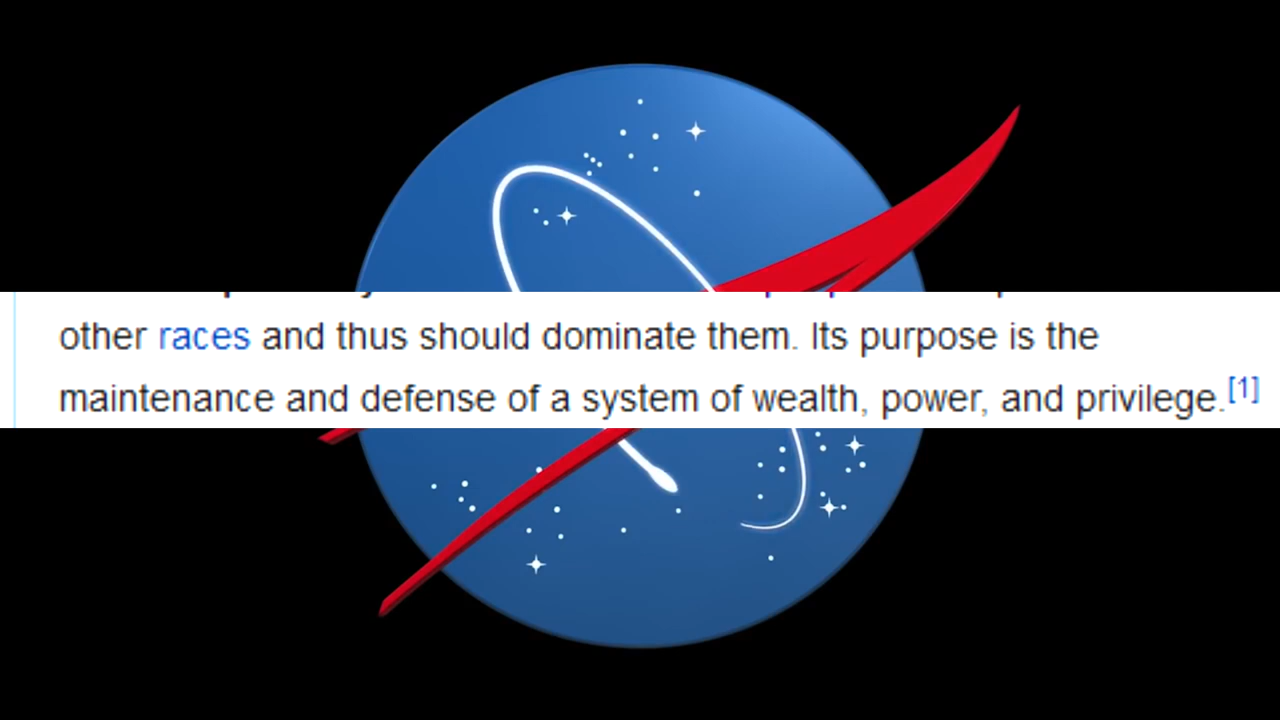 other races and thus should dominate them. Its purpose is the
maintenance and defense of a system of wealth, power, and privilege.[1]